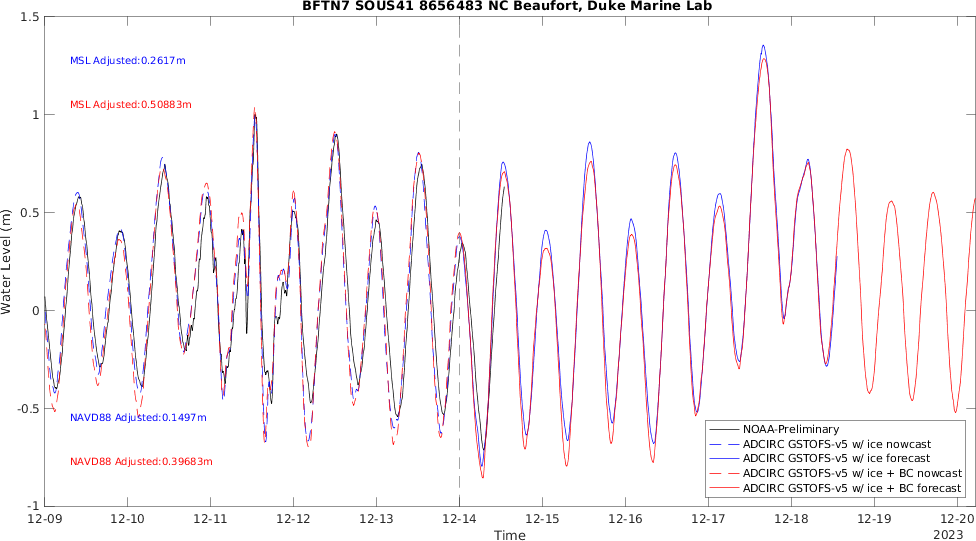 BFTN7 SOUS41 8656483 NC Beaufort, Duke Marine Lab
1.5
1
0.5
0
-0.5
-1
Water Level (m)
MSL Adjusted:0.2617m
MSL Adjusted:0.50883m
NAVD88 Adjusted:0.1497m
NAVD88 Adjusted:0.39683m
NOAA-Preliminary
ADCIRC GSTOFS-v5 w/ ice nowcast
ADCIRC GSTOFS-v5 w/ ice forecast
ADCIRC GSTOFS-v5 w/ ice + BC nowcast
ADCIRC GSTOFS-v5 w/ ice + BC forecast
12-09 12-10 12-11 12-12 12-13 12-14 12-15 12-16 12-17 12-18 12-19 12-20
Time
2023